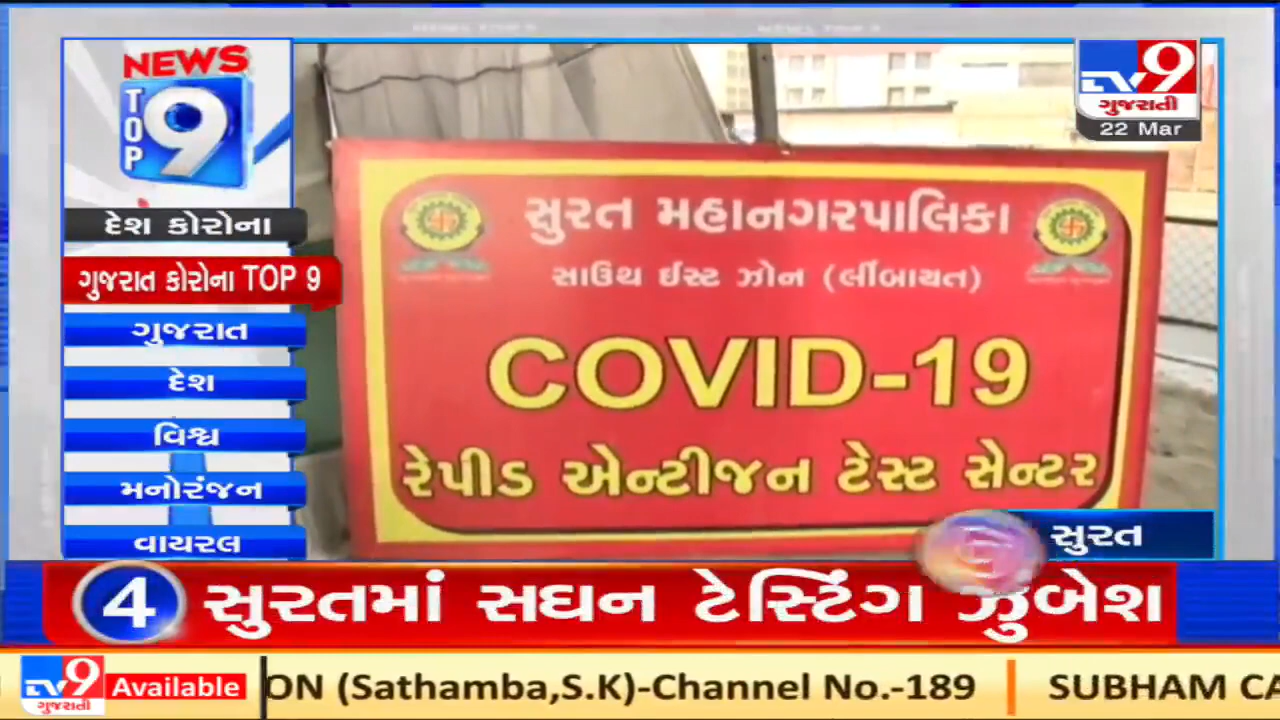 NEWS
TOP 9
TV9
ગુજરાતી
22 Mar
દેશ કોરોના
ગુજરાત કોરોના TOP 9
ગુજરાત
દેશ
વિશ્વ
મનોરંજન
વાયરલ
સુરત મહાનગરપાલિકા
સાઉથ ઈસ્ટ ઝોન (લીંબાયત)
COVID-19
રેપીડ એન્ટીજન ટેસ્ટ સેન્ટર
સુરત
4 સુરતમાં સઘન ટેસ્ટિંગ ઝુંબેશ
TV9
ગુજરાતી
Available
ON (Sathamba,S.K)-Channel No.-189 | SUBHAM CA